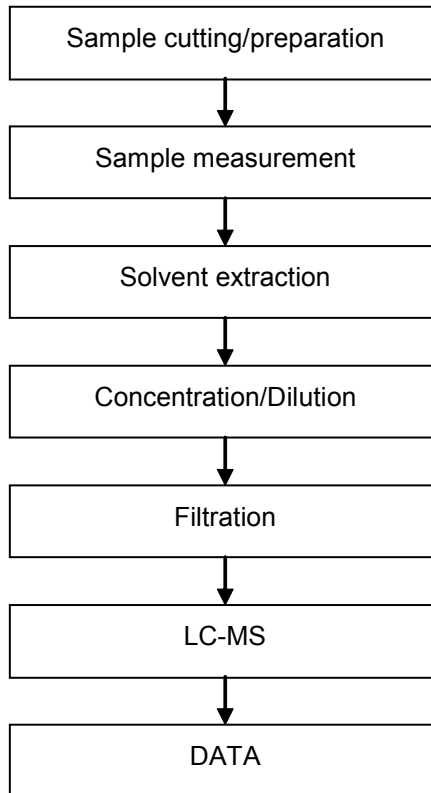 Sample cutting/preparation
Sample measurement
Solvent extraction
Concentration/Dilution
Filtration
LC-MS
DATA